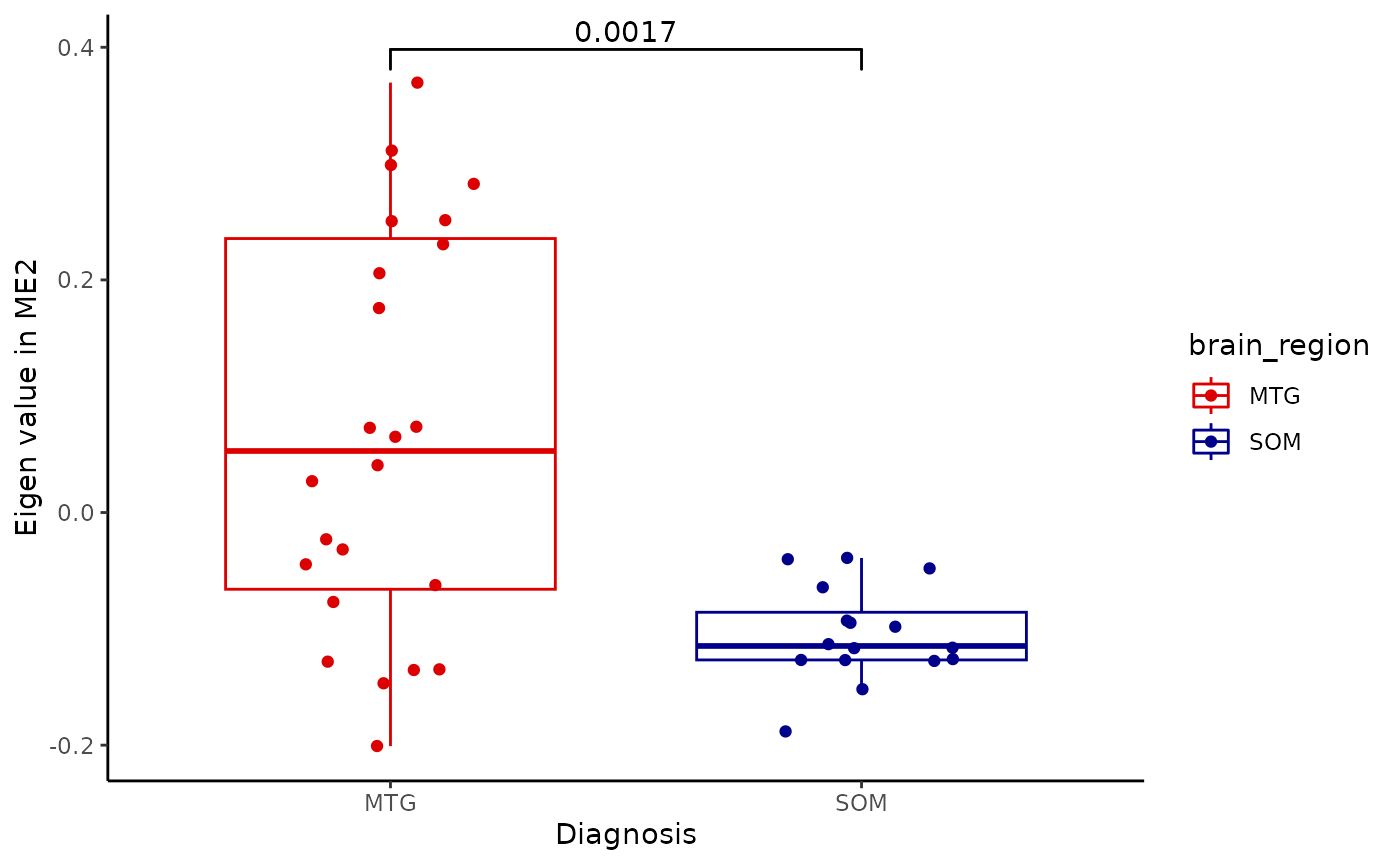 0.0017
0.4
0.2
0.0
-0.2
Eigen value in ME2
MTG
SOM
Diagnosis
brain_region
MTG
SOM